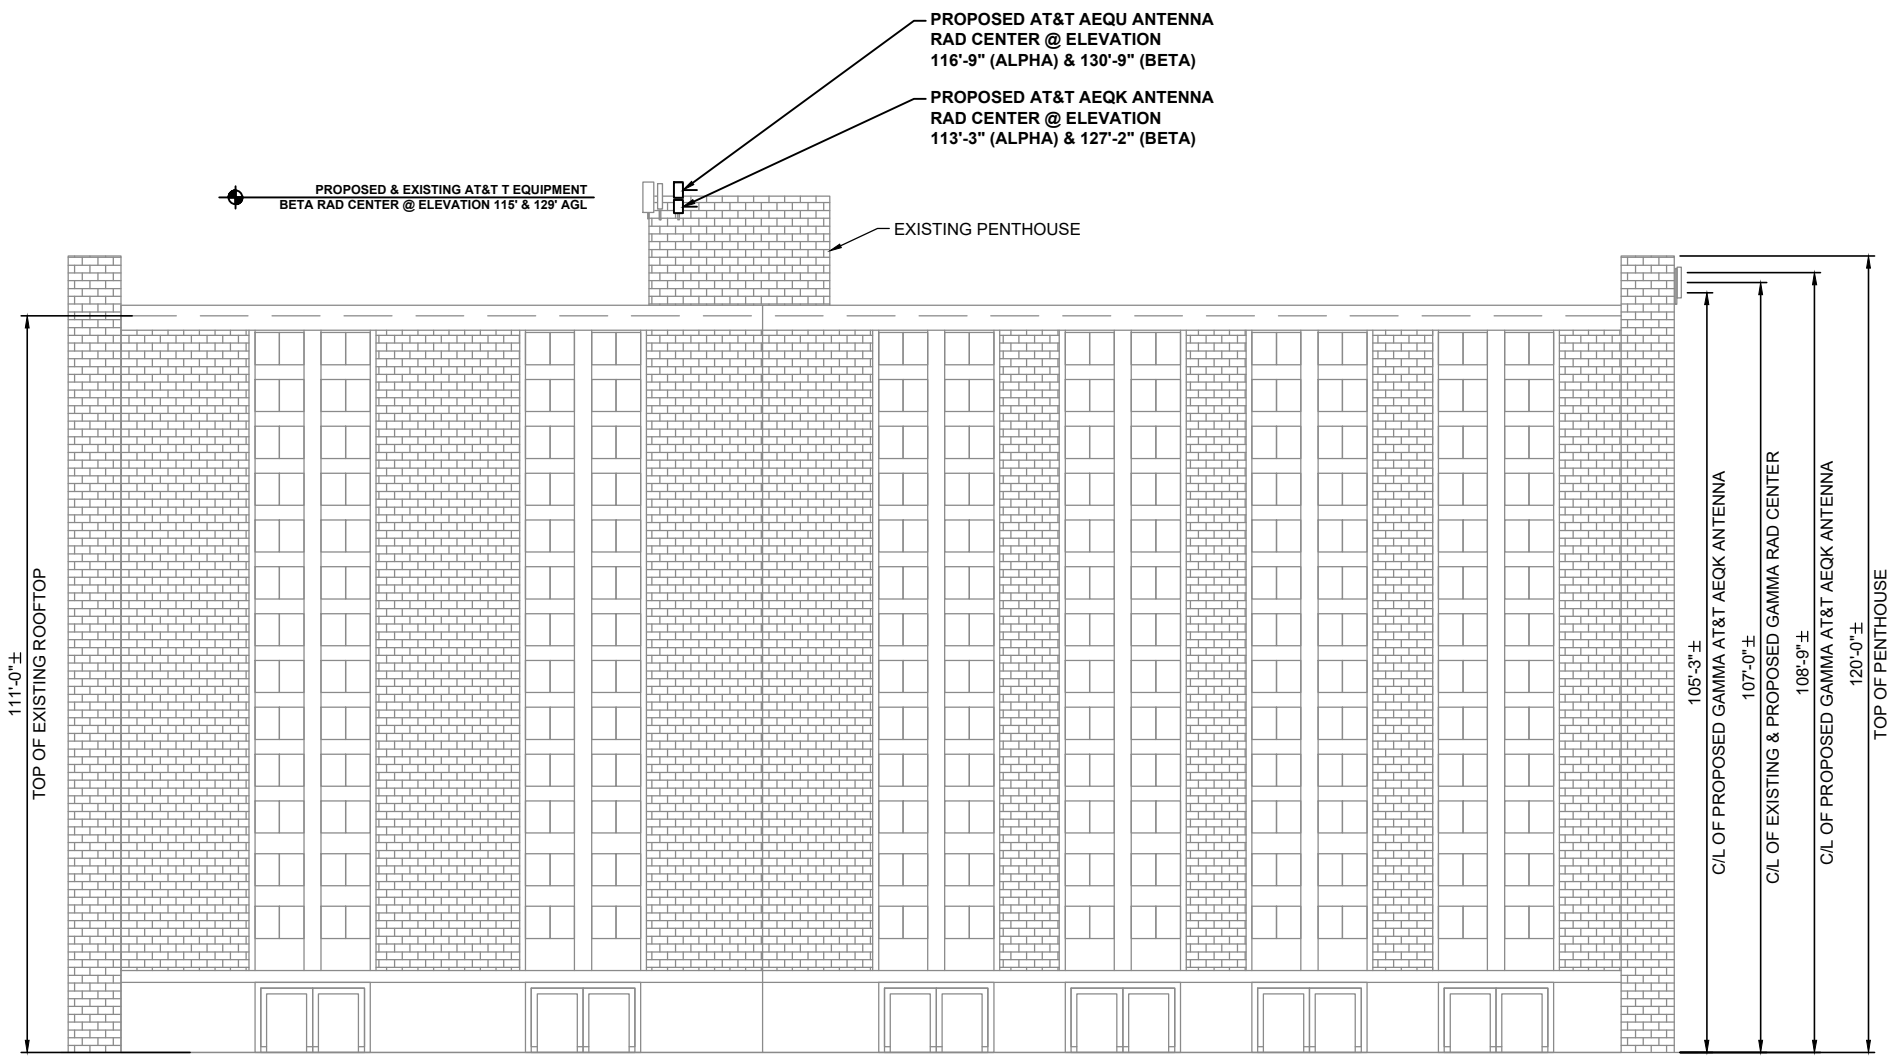 PROPOSED AT&T AEQU ANTENNA
RAD CENTER @ ELEVATION
116'-9" (ALPHA) & 130'-9" (BETA)
PROPOSED AT&T AEQK ANTENNA
RAD CENTER @ ELEVATION
113'-3" (ALPHA) & 127'-2" (BETA)
PROPOSED & EXISTING AT&T T EQUIPMENT
BETA RAD CENTER @ ELEVATION 115' & 129' AGL
EXISTING PENTHOUSE
111'-0"±
TOP OF EXISTING ROOFTOP
105'-3"±
C/L OF PROPOSED GAMMA AT&T AEQK ANTENNA
107'-0"±
C/L OF EXISTING & PROPOSED GAMMA RAD CENTER
108'-9"±
C/L OF PROPOSED GAMMA AT&T AEQK ANTENNA
120'-0"±
TOP OF PENTHOUSE